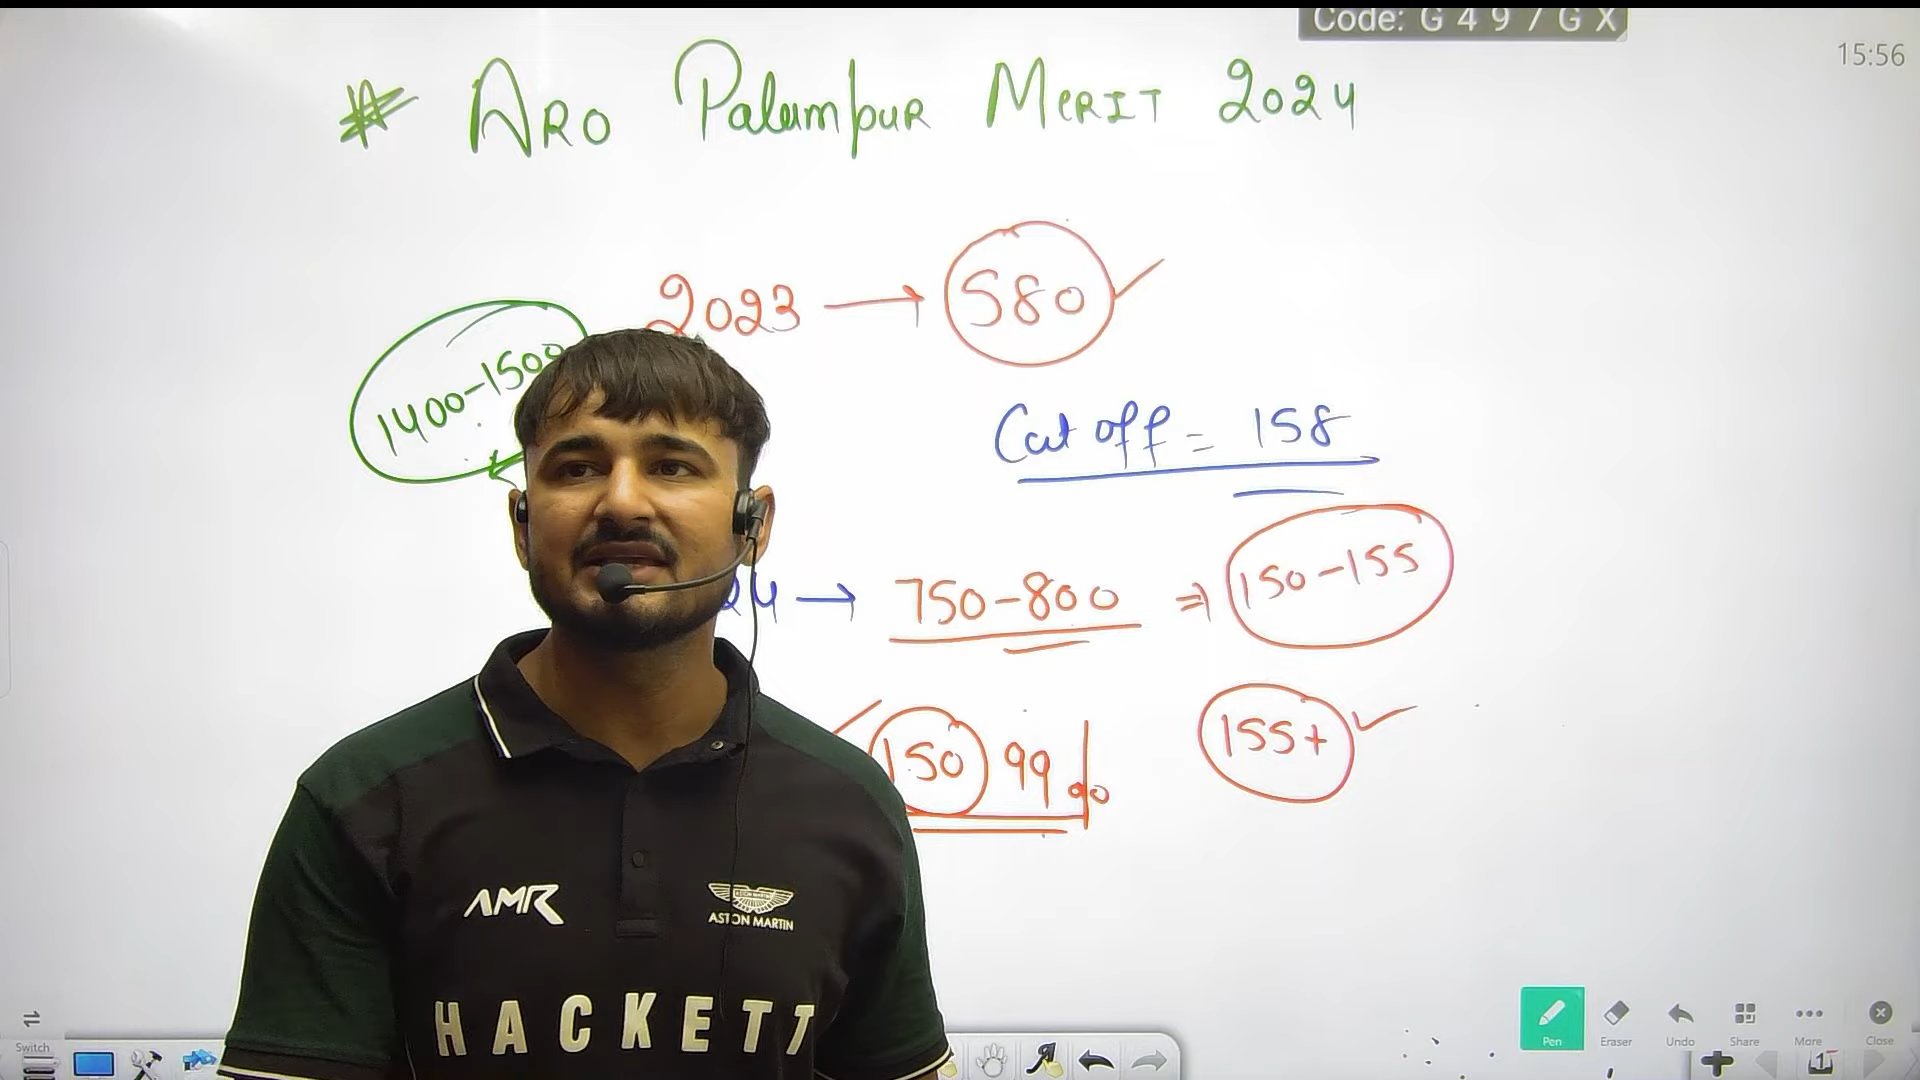 Code: G 4 9 7 G X
15:56
# ARO Palampur MERIT 2024
2023 → 580 ✓
1400-1500
Cut off = 158
24 → 750-800 ⇒ 150-155
150 99 %
155+ ✓
AMR
ASTON MARTIN
HACKETT
Switch
Pen
Eraser
Undo
Share
More
Close
1